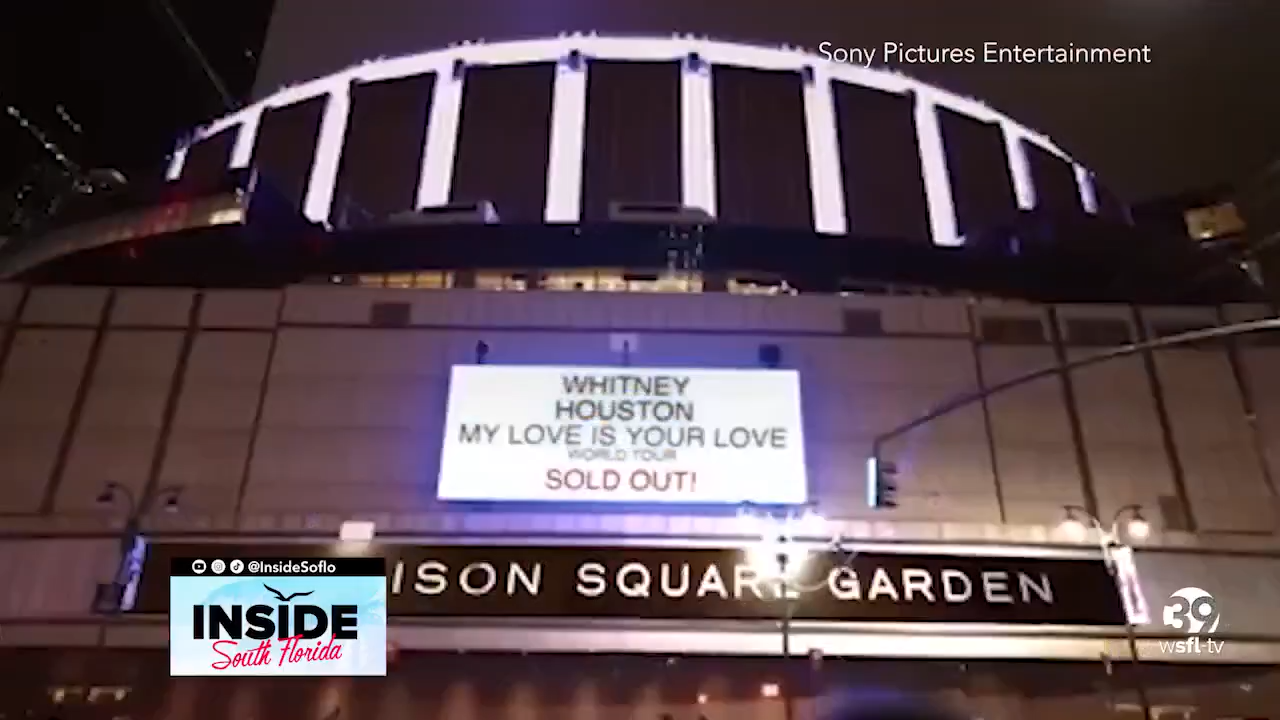 Sony Pictures Entertainment
WHITNEY
HOUSTON
MY LOVE IS YOUR LOVE
WORLD TOUR
SOLD OUT!
ISON SQUARE GARDEN
@InsideSoflo
INSIDE
South Florida
39
wsfl-tv